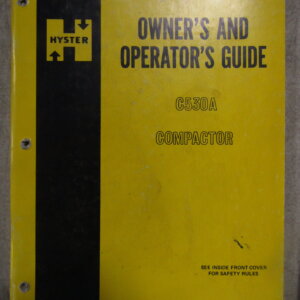 HYSTER
OWNER'S AND
OPERATOR'S GUIDE
C530A
COMPACTOR
SEE INSIDE FRONT COVER
FOR SAFETY RULES